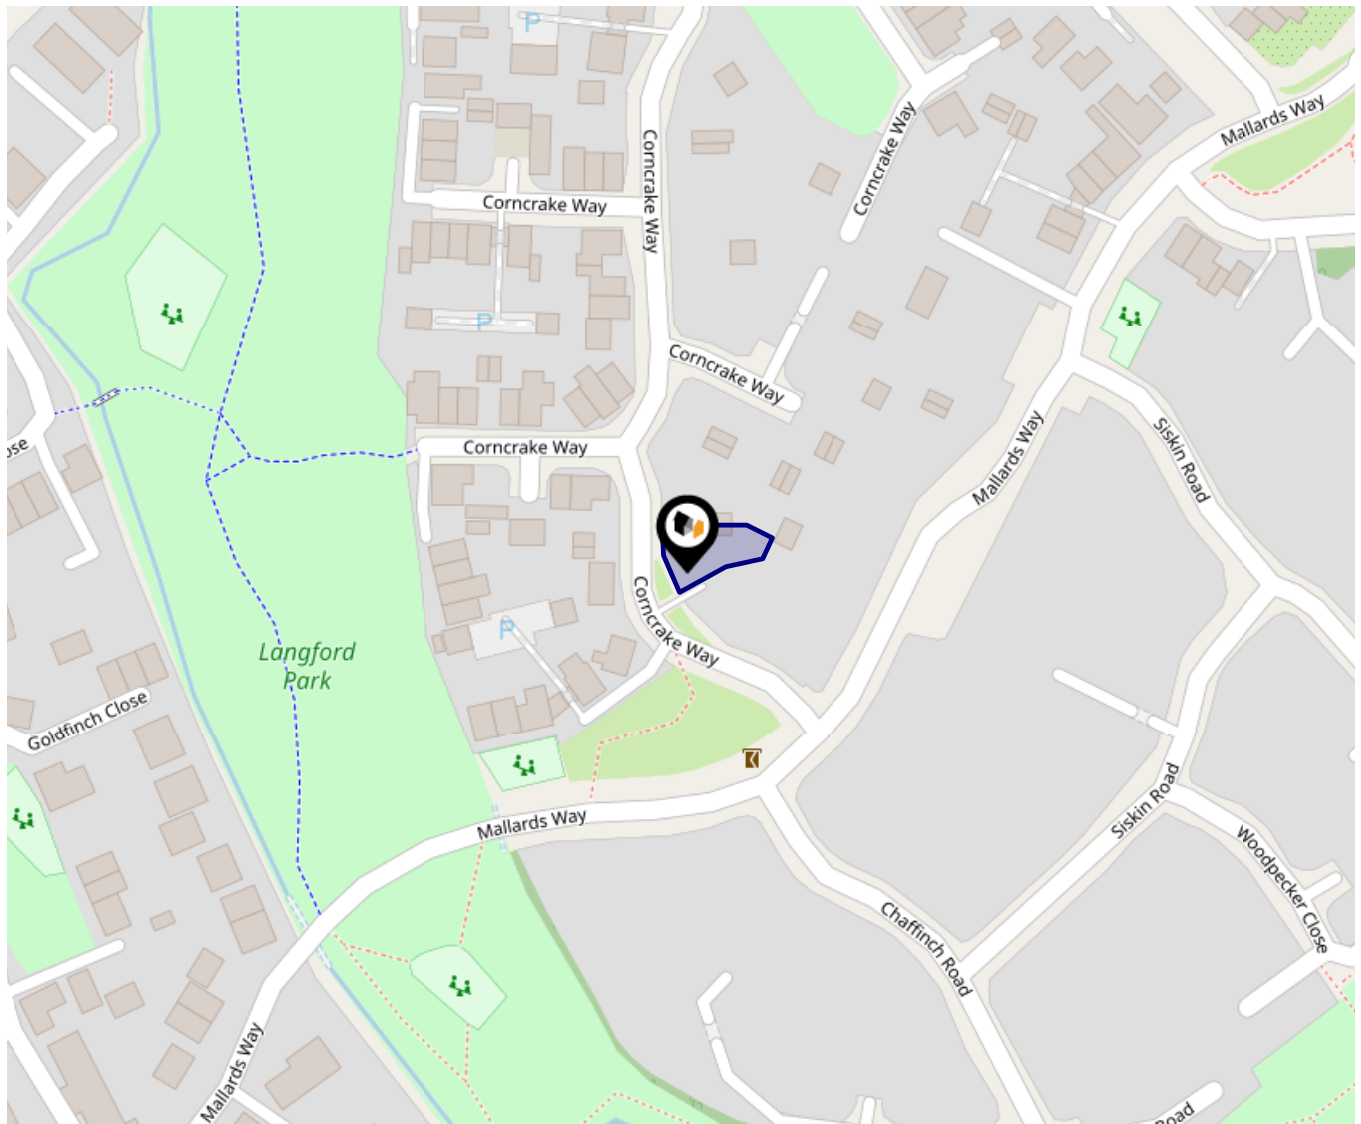 P
Mallards Way
Corncrake Way
Corncrake Way
Corncrake Way
P
Corncrake Way
Corncrake Way
Mallards Way
Siskin Road
ose
Corncrake Way
Langford
Park
P
Goldfinch Close
Mallards Way
Siskin Road
Woodpecker Close
Chaffinch Road
Mallards Way
Road